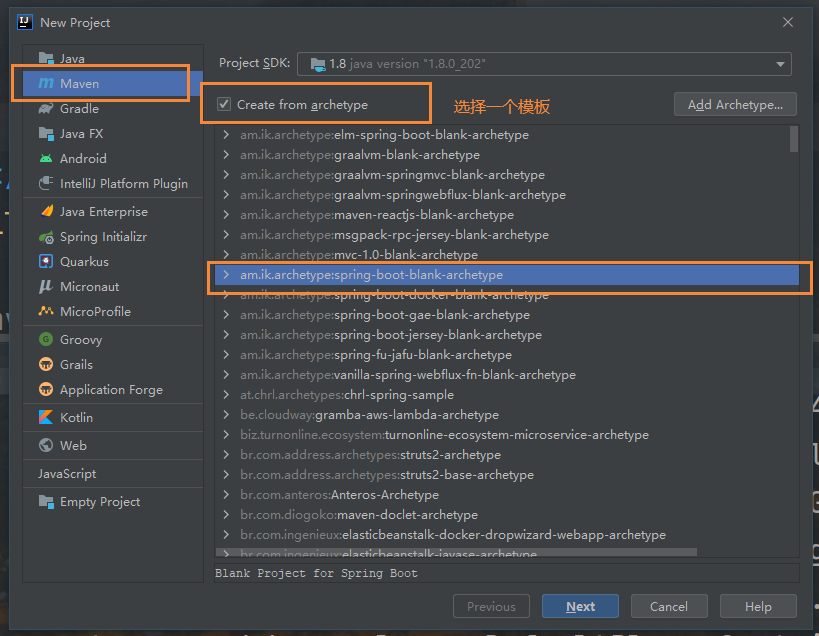 New Project
Java
Maven
Gradle
Java FX
Android
IntelliJ Platform Plugin
Java Enterprise
Spring Initializr
Quarkus
Micronaut
MicroProfile
Groovy
Grails
Application Forge
Kotlin
Web
JavaScript
Empty Project
Project SDK: 1.8 java version "1.8.0_202"
Create from archetype
选择一个模板
Add Archetype...
am.ik.archetype:elm-spring-boot-blank-archetype
am.ik.archetype:graalvm-blank-archetype
am.ik.archetype:graalvm-springmvc-blank-archetype
am.ik.archetype:graalvm-springwebflux-blank-archetype
am.ik.archetype:maven-reactjs-blank-archetype
am.ik.archetype:msgpack-rpc-jersey-blank-archetype
am.ik.archetype:mvc-1.0-blank-archetype
am.ik.archetype:spring-boot-blank-archetype
am.ik.archetype:spring-boot-docker-blank-archetype
am.ik.archetype:spring-boot-gae-blank-archetype
am.ik.archetype:spring-boot-jersey-blank-archetype
am.ik.archetype:spring-fu-jafu-blank-archetype
am.ik.archetype:vanilla-spring-webflux-fn-blank-archetype
at.chrl.archetypes:chrl-spring-sample
be.cloudway:gramba-aws-lambda-archetype
biz.turnonline.ecosystem:turnonline-ecosystem-microservice-archetype
br.com.address.archetypes:struts2-archetype
br.com.address.archetypes:struts2-base-archetype
br.com.anteros:Anteros-Archetype
br.com.diogoko:maven-doclet-archetype
br.com.ingenieux:elasticbeanstalk-docker-dropwizard-webapp-archetype
br.com.ingenieux:elasticbeanstalk-javase-archetype
Blank Project for Spring Boot
Previous
Next
Cancel
Help